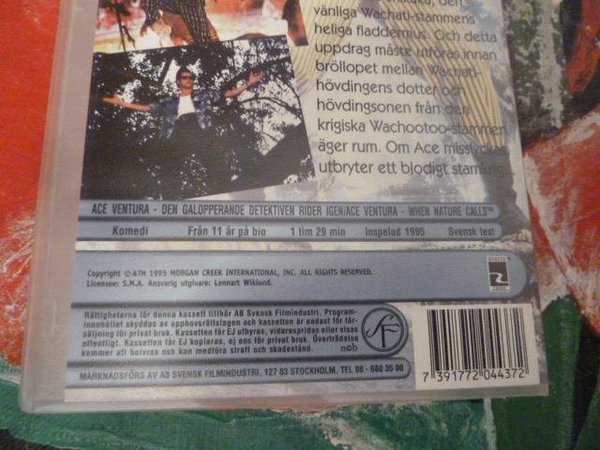 den
vänliga Wachati-stammens
heliga fladdermus. Och detta
uppdrag måste utföras innan
bröllopet mellan Wachati-
hövdingens dotter och
hövdingsonen från den
krigiska Wachootoo-stammen
äger rum. Om Ace misslyckas
utbryter ett blodigt stamkrig
ACE VENTURA - DEN GALOPPERANDE DETEKTIVEN RIDER IGEN/ACE VENTURA - WHEN NATURE CALLS™
Komedi Från 11 år på bio 1 tim 29 min Inspelad 1995 Svensk text
Copyright ©&TM 1995 MORGAN CREEK INTERNATIONAL, INC. ALL RIGHTS RESERVED.
Licensee: S.M.A. Ansvarig utgivare: Lennart Wiklund.
Rättigheterna för denna kassett tillhör AB Svensk Filmindustri. Program-
innehållet skyddas av upphovsrättslagen och kassetten är endast för för-
säljning för privat bruk. Kassetten får EJ uthyras, vidarespridas eller visas
offentligt. Kassetten får EJ kopieras, ej ens för privat bruk. Överträdelse
kommer att beivras och kan medföra straff och skadestånd.
SF
ncb
MARKNADSFÖRS AV AB SVENSK FILMINDUSTRI, 127 83 STOCKHOLM, TEL 08 - 680 35 00
7 391772 044372